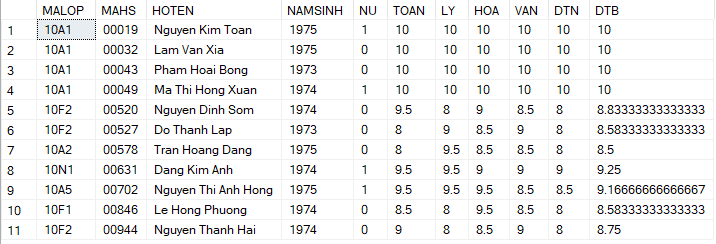 MALOP MAHS HOTEN NAMSINH NU TOAN LY HOA VAN DTN DTB
1 10A1 00019 Nguyen Kim Toan 1975 1 10 10 10 10 10 10
2 10A1 00032 Lam Van Xia 1975 0 10 10 10 10 10 10
3 10A1 00043 Pham Hoai Bong 1973 0 10 10 10 10 10 10
4 10A1 00049 Ma Thi Hong Xuan 1974 1 10 10 10 10 10 10
5 10F2 00520 Nguyen Dinh Som 1974 0 9.5 8 9 8.5 8 8.83333333333333
6 10F2 00527 Do Thanh Lap 1973 0 8 9 8.5 9 8 8.58333333333333
7 10A2 00578 Tran Hoang Dang 1975 0 8 9.5 8.5 8.5 8 8.5
8 10N1 00631 Dang Kim Anh 1974 1 9.5 9.5 9 9 9 9.25
9 10A5 00702 Nguyen Thi Anh Hong 1975 1 9.5 9.5 9.5 8.5 8.5 9.16666666666667
10 10F1 00846 Le Hong Phuong 1974 0 8.5 8 9.5 8.5 8 8.58333333333333
11 10F2 00944 Nguyen Thanh Hai 1974 0 9 8 8.5 9 8 8.75